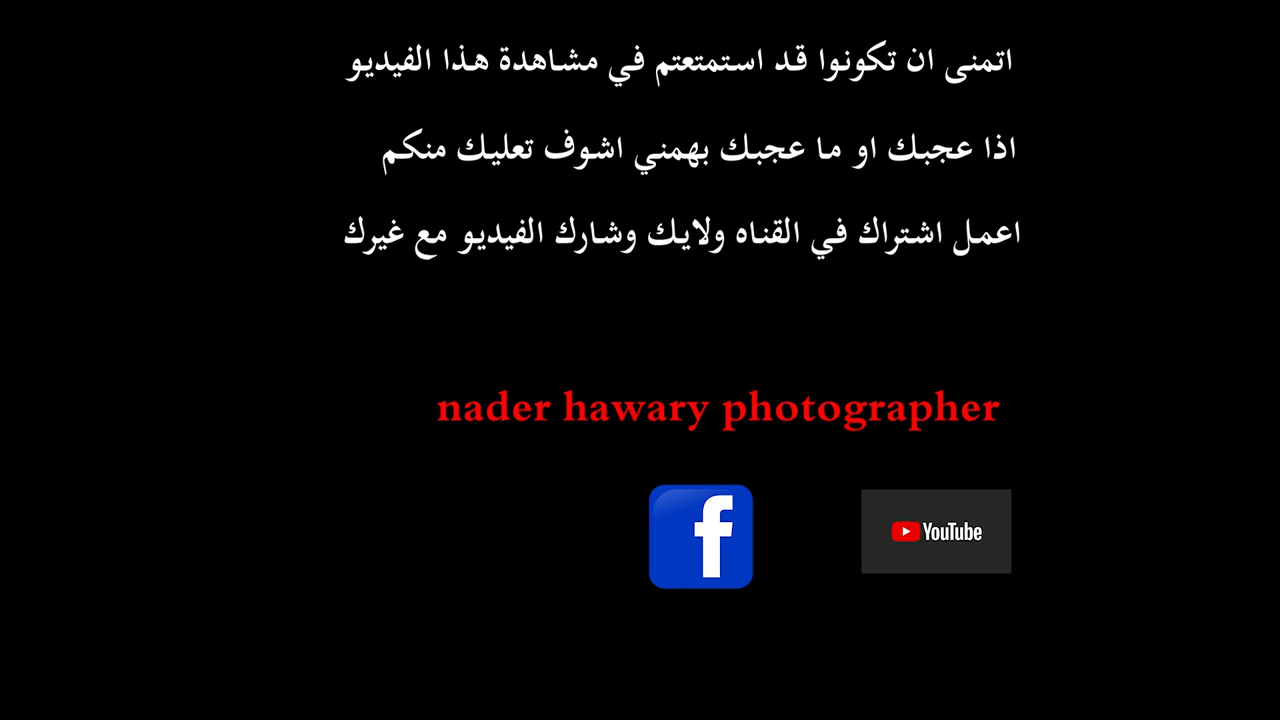 اتمنى ان تكونوا قد استمتعتم في مشاهدة هذا الفيديو
اذا عجبك او ما عجبك بهمني اشوف تعليك منكم
اعمل اشتراك في القناه ولايك وشارك الفيديو مع غيرك
nader hawary photographer
f
YouTube